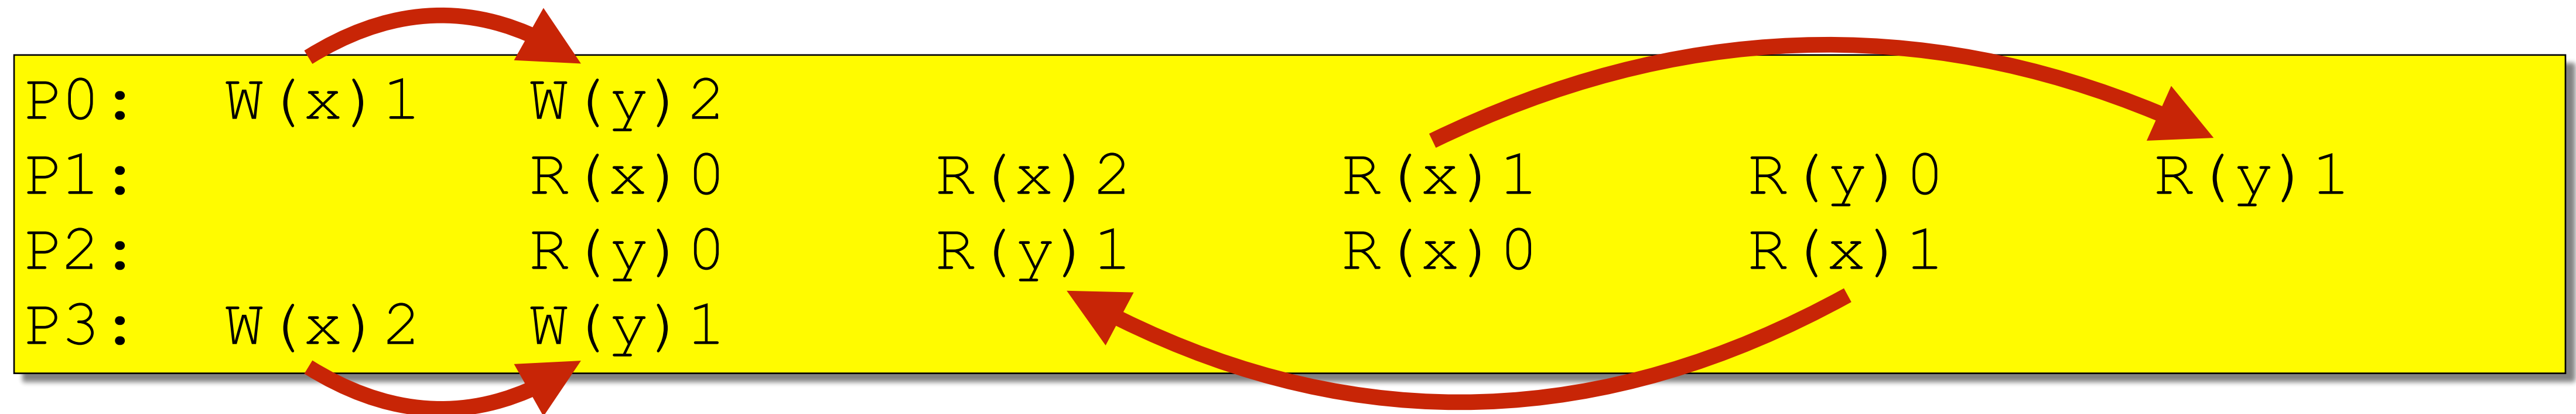 P0: W(x)1 W(y)2
P1: R(x)0 R(x)2 R(x)1 R(y)0 R(y)1
P2: R(y)0 R(y)1 R(x)0 R(x)1
P3: W(x)2 W(y)1